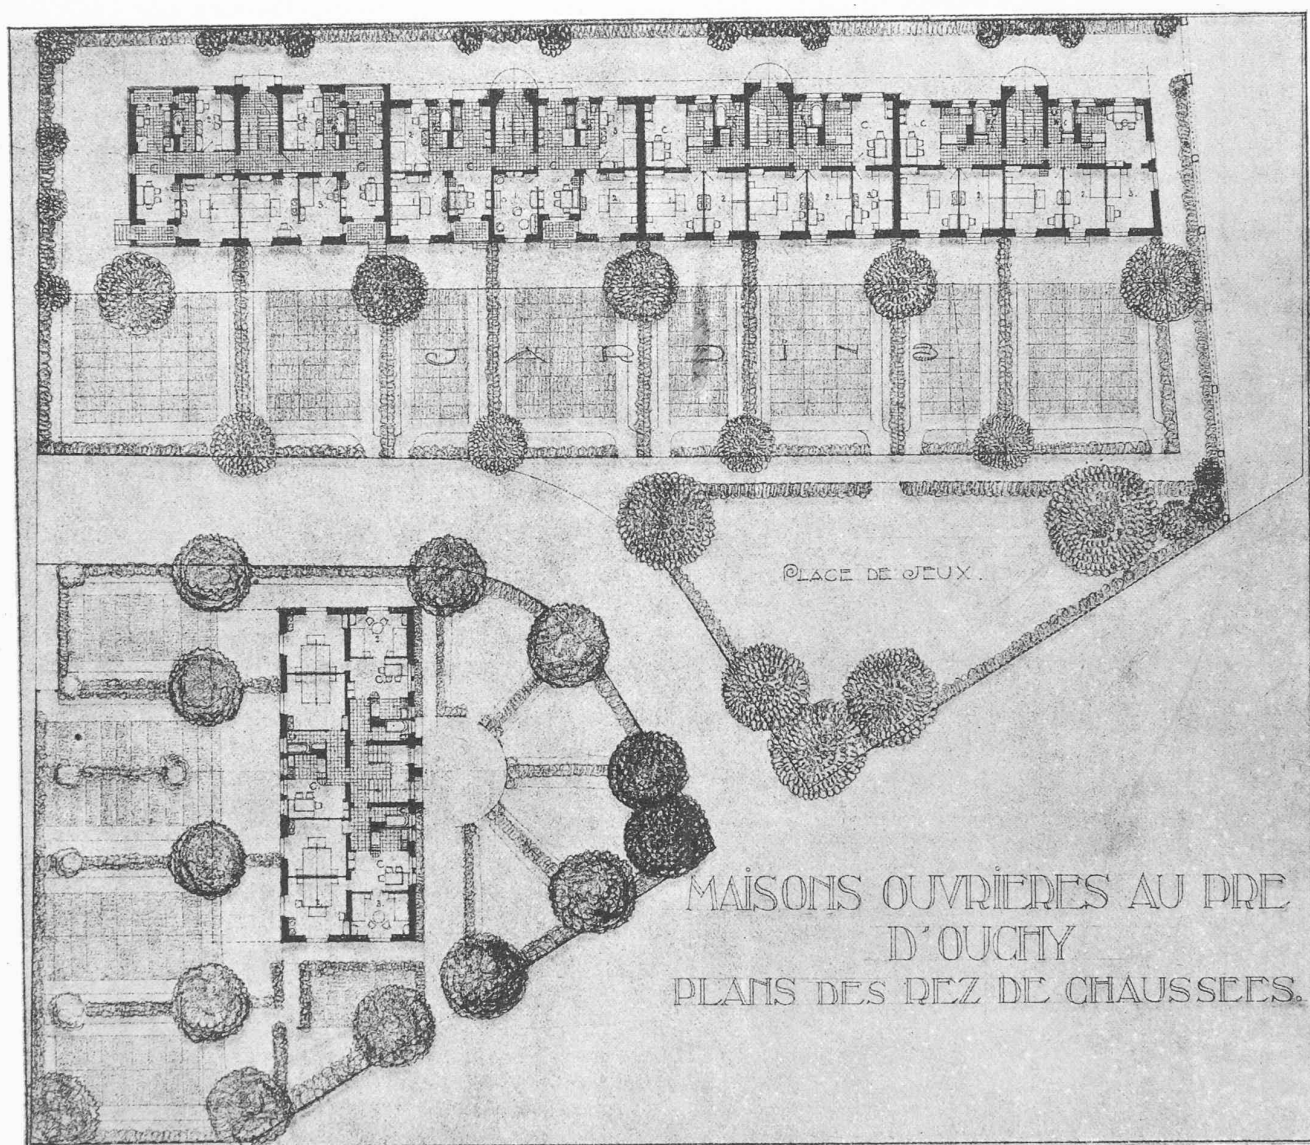 JARDINS
PLACE DE JEUX.
MAISONS OUVRIERES AU PRE
D'OUCHY
PLANS DES REZ DE CHAUSSEES.